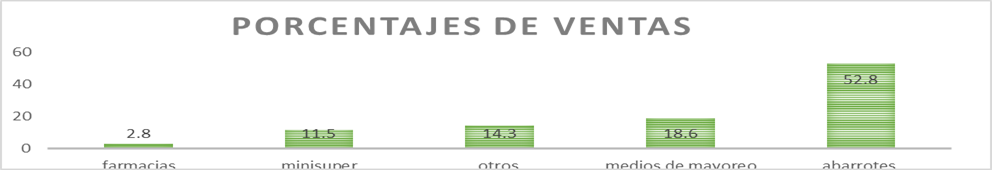 PORCENTAJES DE VENTAS
60
40
20
0
2.8
11.5
14.3
18.6
52.8
farmacias
minisuper
otros
medios de mayoreo
abarrotes